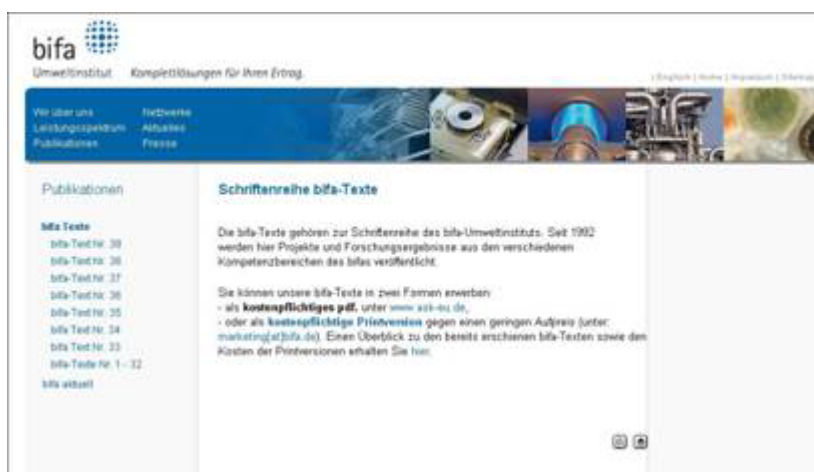 bifa
Umweltinstitut Komplettlösungen für Ihren Ertrag.
| English | Home | Impressum | Sitemap
Wir über uns Netzwerke
Leistungsspektrum Aktuelles
Publikationen Presse
Publikationen
Schriftenreihe bifa-Texte
bifa Texte
bifa-Text Nr. 39
bifa-Text Nr. 38
bifa-Text Nr. 37
bifa-Text Nr. 36
bifa-Text Nr. 35
bifa Text Nr. 34
bifa Text Nr. 33
bifa-Texte Nr. 1 - 32
bifa aktuell
Die bifa-Texte gehören zur Schriftenreihe des bifa-Umweltinstituts. Seit 1992
werden hier Projekte und Forschungsergebnisse aus den verschiedenen
Kompetenzbereichen des bifas veröffentlicht.
Sie können unsere bifa-Texte in zwei Formen erwerben:
- als kostenpflichtiges pdf. unter www.ask-eu.de,
- oder als kostenpflichtige Printversion gegen einen geringen Aufpreis (unter:
marketing[at]bifa.de). Einen Überblick zu den bereits erschienen bifa-Texten sowie den
Kosten der Printversionen erhalten Sie hier.